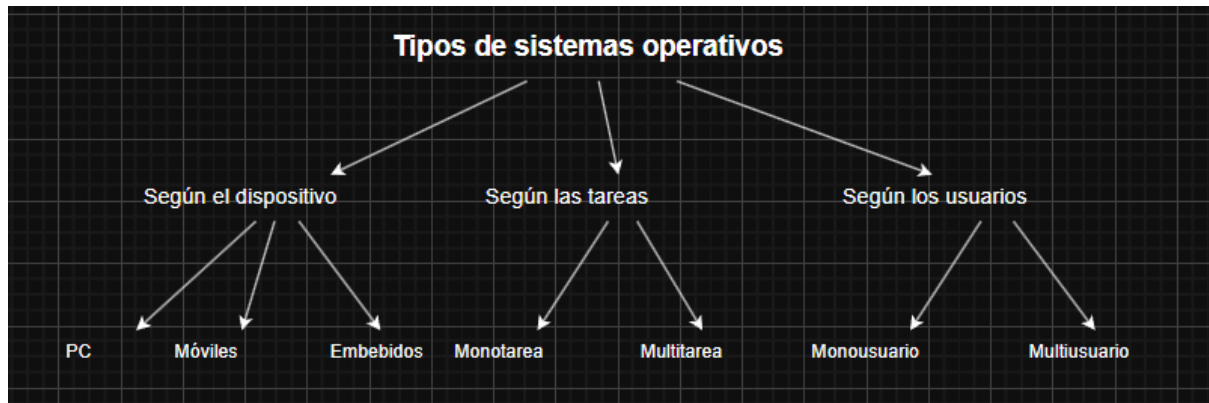 Tipos de sistemas operativos
Según el dispositivo
Según las tareas
Según los usuarios
PC
Móviles
Embebidos
Monotarea
Multitarea
Monousuario
Multiusuario